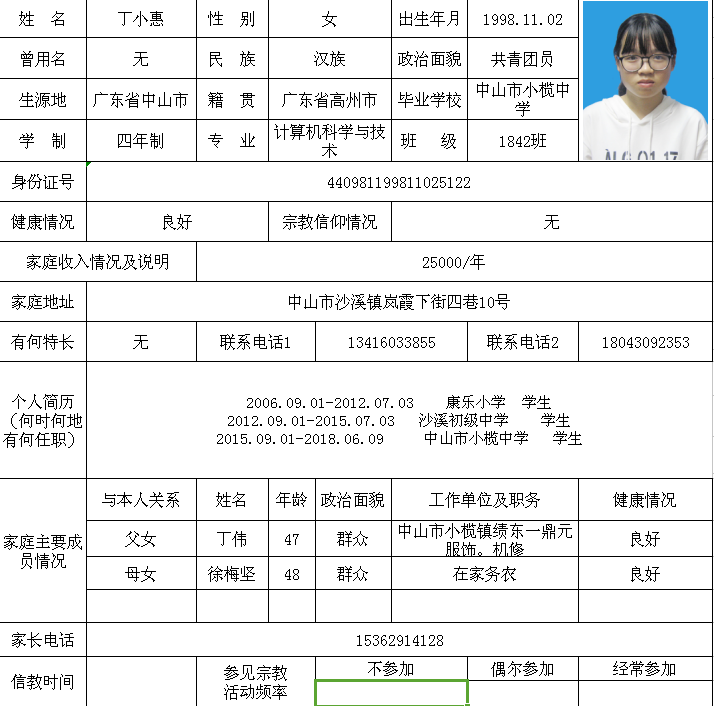 姓 名 丁小惠 性 别 女 出生年月 1998.11.02
曾用名 无 民 族 汉族 政治面貌 共青团员
生源地 广东省中山市 籍 贯 广东省高州市 毕业学校 中山市小榄中
学
学 制 四年制 专 业 计算机科学与技
术 班 级 1842班
身份证号 440981199811025122
健康情况 良好 宗教信仰情况 无
家庭收入情况及说明 25000/年
家庭地址 中山市沙溪镇岚霞下街四巷10号
有何特长 无 联系电话1 13416033855 联系电话2 18043092353
个人简历
（何时何地
有何任职）
2006.09.01-2012.07.03 康乐小学 学生
2012.09.01-2015.07.03 沙溪初级中学 学生
2015.09.01-2018.06.09 中山市小榄中学 学生
家庭主要成
员情况
与本人关系 姓名 年龄 政治面貌 工作单位及职务 健康情况
父女 丁伟 47 群众 中山市小榄镇绩东一鼎元
服饰。机修 良好
母女 徐梅坚 48 群众 在家务农 良好
家长电话 15362914128
信教时间 参见宗教
活动频率 不参加 偶尔参加 经常参加